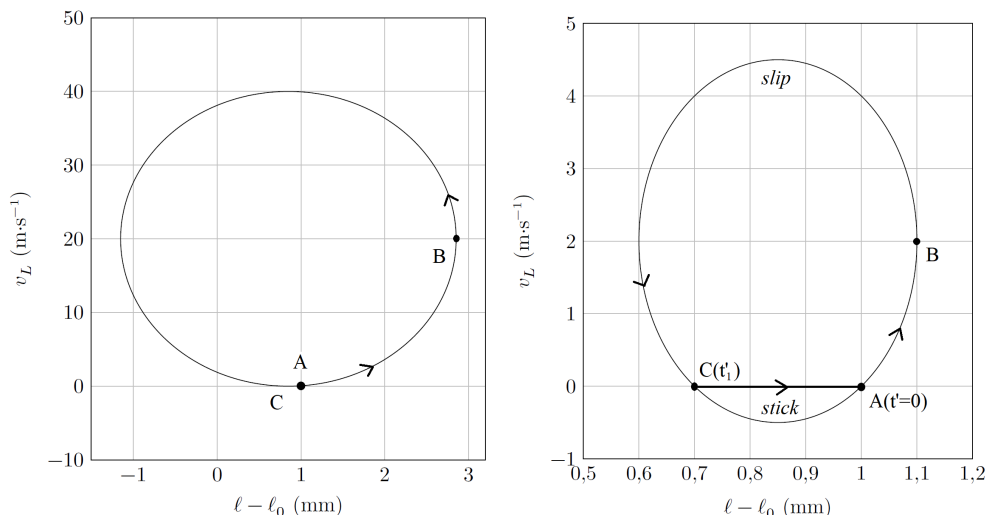 50
40
30
20
10
0
−10
−1
0
1
2
3
v_L (m·s⁻¹)
ℓ − ℓ₀ (mm)
A
B
C
5
4
3
2
1
0
−1
0,5
0,6
0,7
0,8
0,9
1
1,1
1,2
v_L (m·s⁻¹)
ℓ − ℓ₀ (mm)
slip
B
C(t'₁)
stick
A(t'=0)